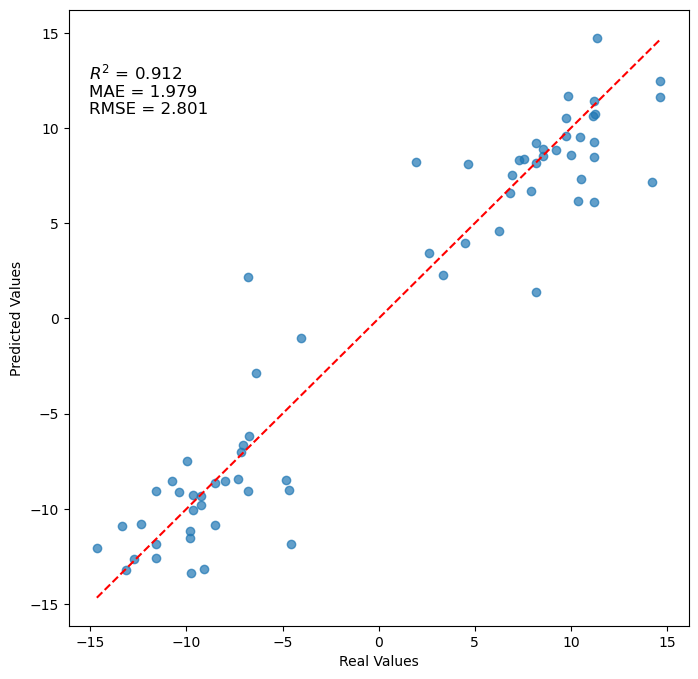 R² = 0.912
MAE = 1.979
RMSE = 2.801
15
10
5
0
−5
−10
−15
Predicted Values
−15 −10 −5 0 5 10 15
Real Values